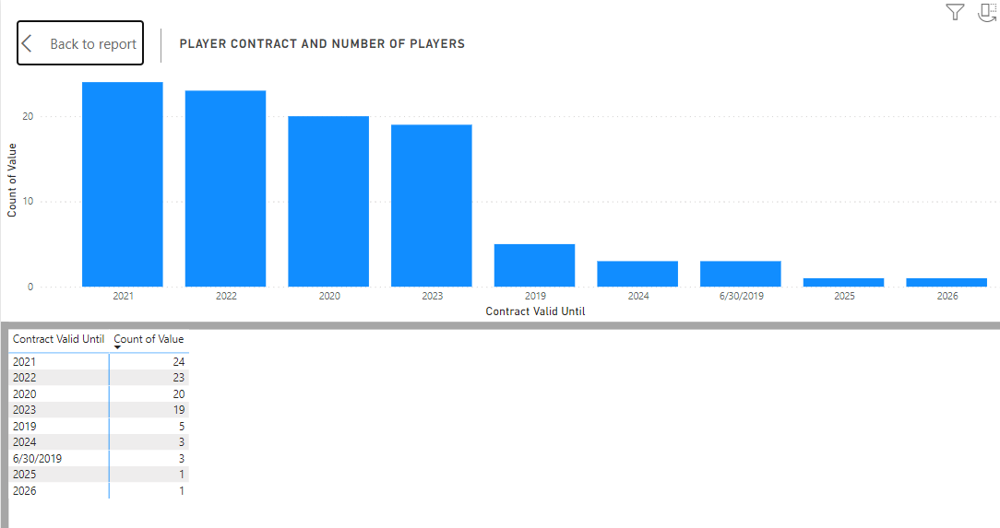 Back to report
PLAYER CONTRACT AND NUMBER OF PLAYERS
Count of Value
20
10
0
2021 2022 2020 2023 2019 2024 6/30/2019 2025 2026
Contract Valid Until
Contract Valid Until Count of Value
2021 24
2022 23
2020 20
2023 19
2019 5
2024 3
6/30/2019 3
2025 1
2026 1